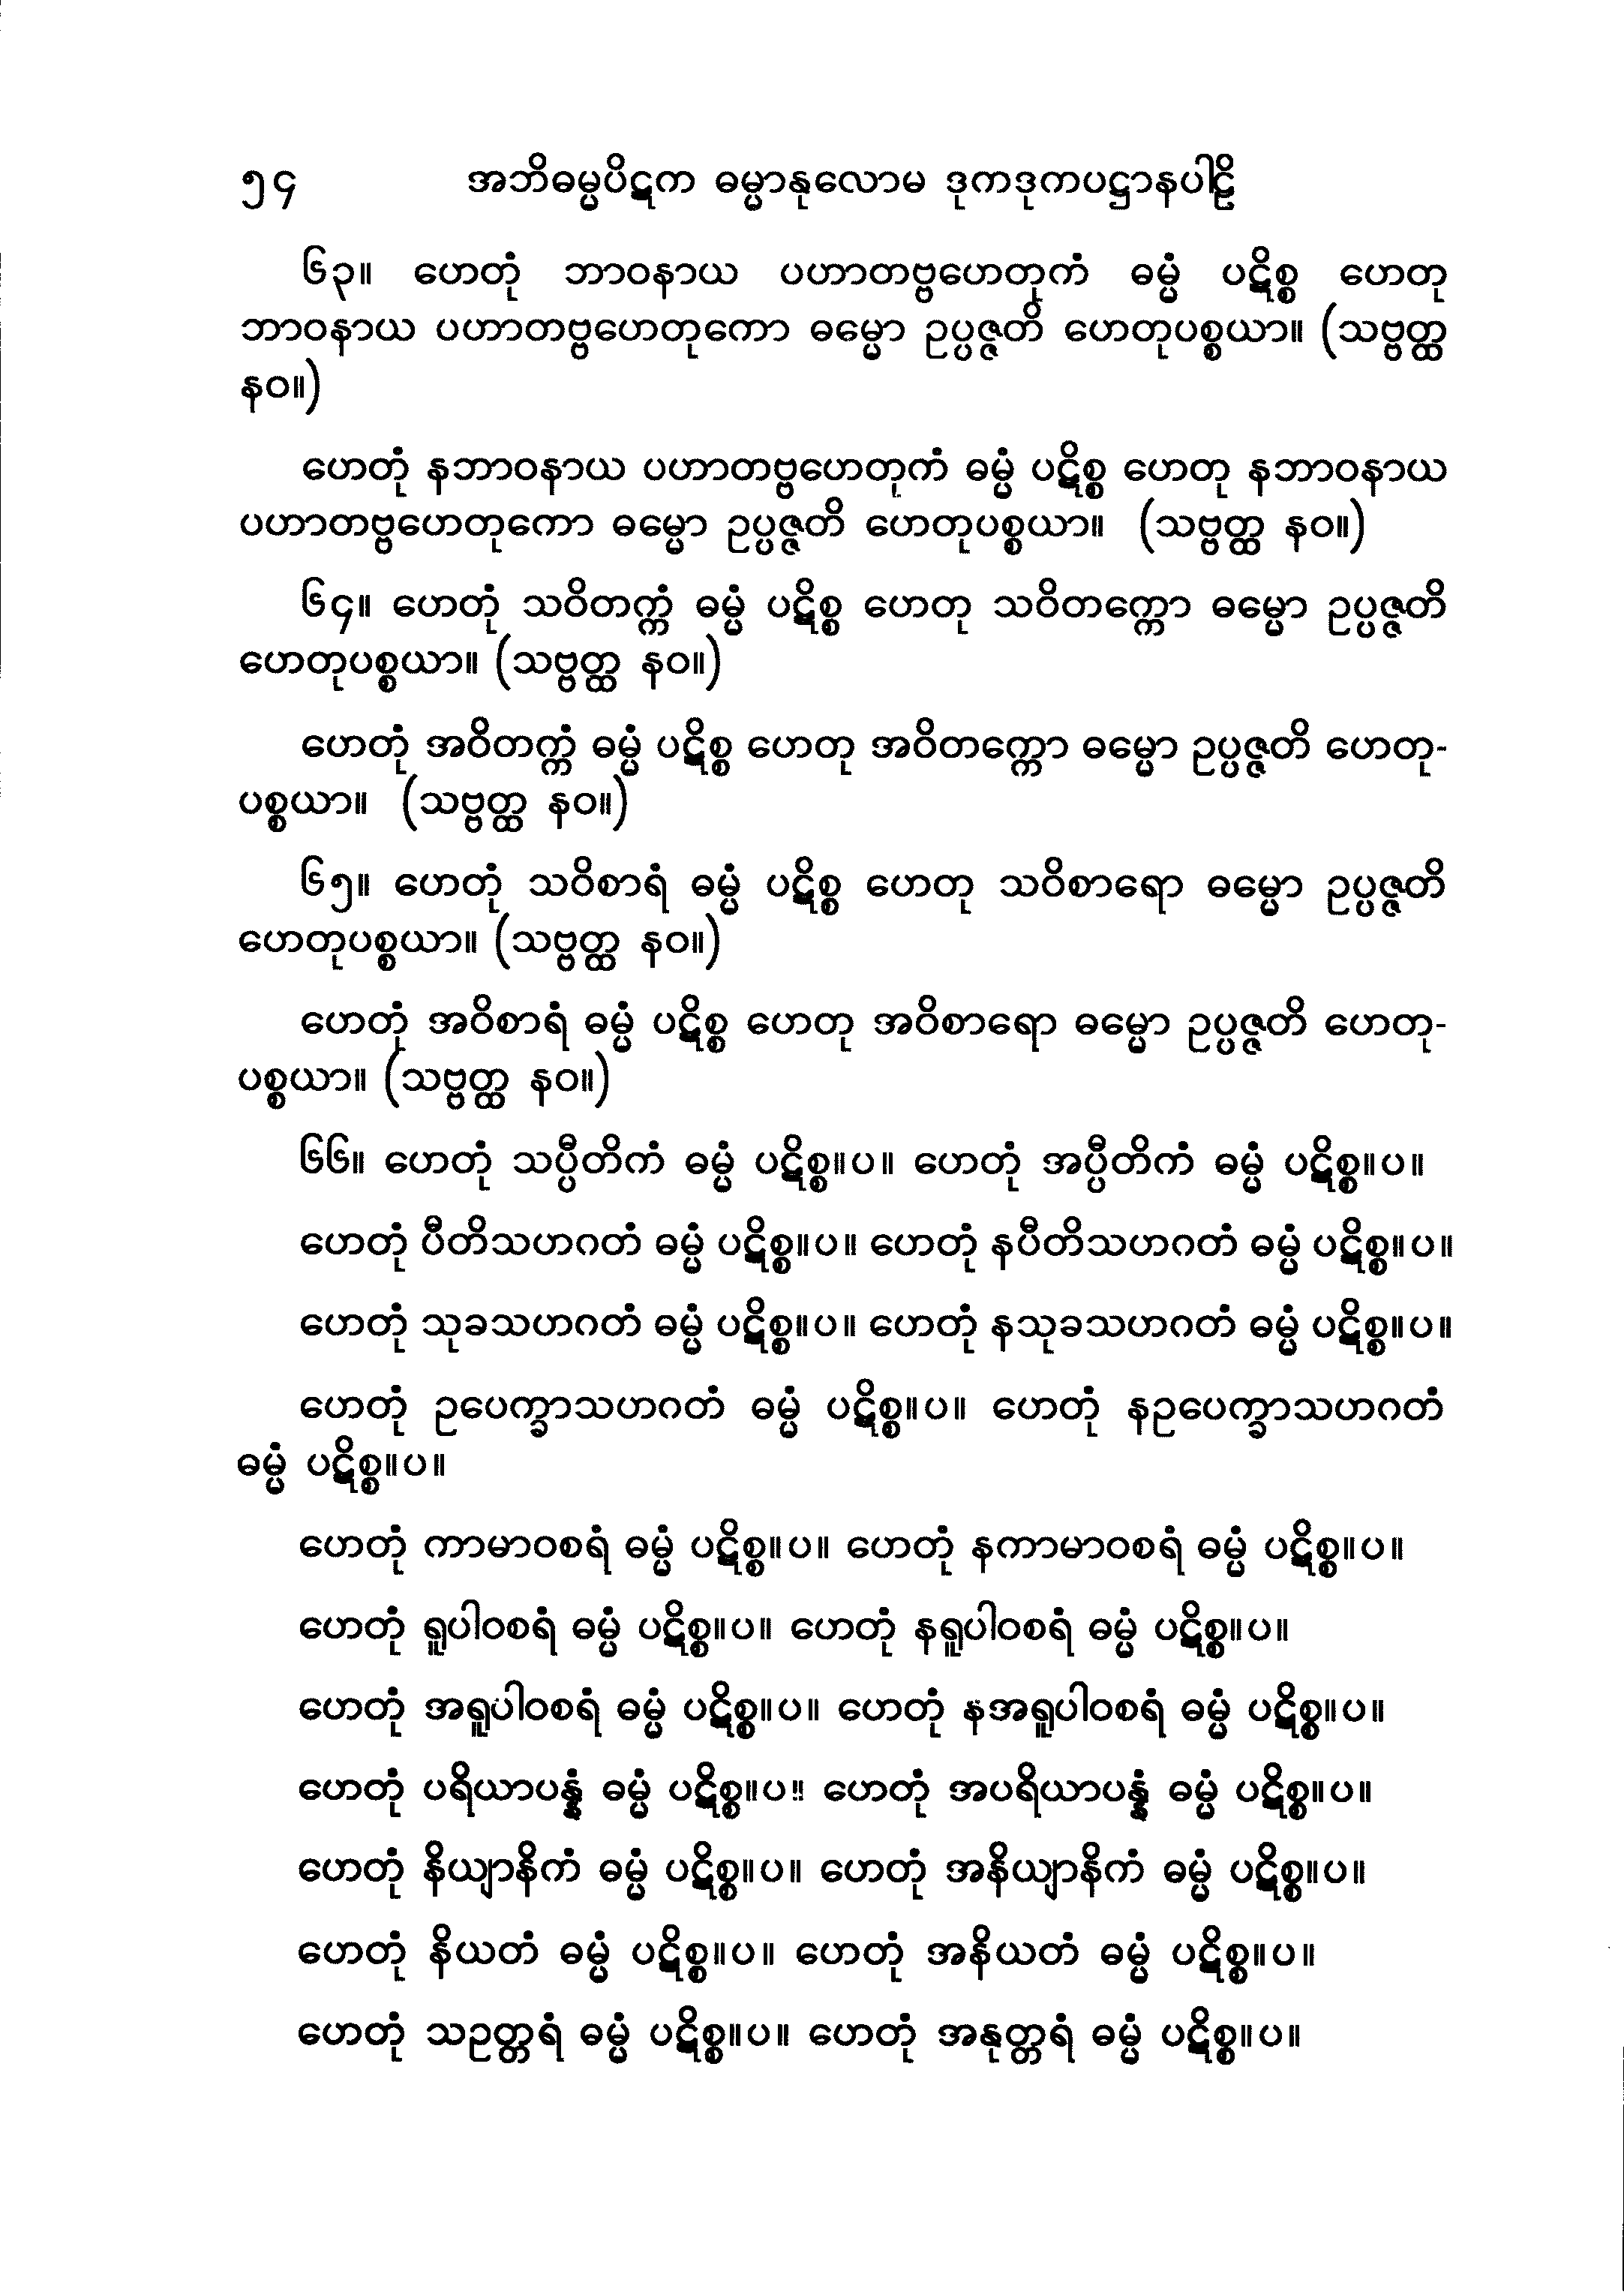 ၅၄ အဘိဓမ္မပိဋက ဓမ္မာနုလောမ ဒုကဒုကပဋ္ဌာနပါဠိ
၆၃။ ဟေတုံ ဘာဝနာယ ပဟာတဗ္ဗဟေတုကံ ဓမ္မံ ပဋိစ္စ ဟေတု
ဘာဝနာယ ပဟာတဗ္ဗဟေတုကော ဓမ္မော ဥပ္ပဇ္ဇတိ ဟေတုပစ္စယာ။ (သဗ္ဗတ္ထ
နဝ။)
ဟေတုံ နဘာဝနာယ ပဟာတဗ္ဗဟေတုကံ ဓမ္မံ ပဋိစ္စ ဟေတု နဘာဝနာယ
ပဟာတဗ္ဗဟေတုကော ဓမ္မော ဥပ္ပဇ္ဇတိ ဟေတုပစ္စယာ။ (သဗ္ဗတ္ထ နဝ။)
၆၄။ ဟေတုံ သဝိတက္ကံ ဓမ္မံ ပဋိစ္စ ဟေတု သဝိတက္ကော ဓမ္မော ဥပ္ပဇ္ဇတိ
ဟေတုပစ္စယာ။ (သဗ္ဗတ္ထ နဝ။)
ဟေတုံ အဝိတက္ကံ ဓမ္မံ ပဋိစ္စ ဟေတု အဝိတက္ကော ဓမ္မော ဥပ္ပဇ္ဇတိ ဟေတု-
ပစ္စယာ။ (သဗ္ဗတ္ထ နဝ။)
၆၅။ ဟေတုံ သဝိစာရံ ဓမ္မံ ပဋိစ္စ ဟေတု သဝိစာရော ဓမ္မော ဥပ္ပဇ္ဇတိ
ဟေတုပစ္စယာ။ (သဗ္ဗတ္ထ နဝ။)
ဟေတုံ အဝိစာရံ ဓမ္မံ ပဋိစ္စ ဟေတု အဝိစာရော ဓမ္မော ဥပ္ပဇ္ဇတိ ဟေတု-
ပစ္စယာ။ (သဗ္ဗတ္ထ နဝ။)
၆၆။ ဟေတုံ သပ္ပီတိကံ ဓမ္မံ ပဋိစ္စ။ပ။ ဟေတုံ အပ္ပီတိကံ ဓမ္မံ ပဋိစ္စ။ပ။
ဟေတုံ ပီတိသဟဂတံ ဓမ္မံ ပဋိစ္စ။ပ။ ဟေတုံ နပီတိသဟဂတံ ဓမ္မံ ပဋိစ္စ။ပ။
ဟေတုံ သုခသဟဂတံ ဓမ္မံ ပဋိစ္စ။ပ။ ဟေတုံ နသုခသဟဂတံ ဓမ္မံ ပဋိစ္စ။ပ။
ဟေတုံ ဥပေက္ခာသဟဂတံ ဓမ္မံ ပဋိစ္စ။ပ။ ဟေတုံ နဥပေက္ခာသဟဂတံ
ဓမ္မံ ပဋိစ္စ။ပ။
ဟေတုံ ကာမာဝစရံ ဓမ္မံ ပဋိစ္စ။ပ။ ဟေတုံ နကာမာဝစရံ ဓမ္မံ ပဋိစ္စ။ပ။
ဟေတုံ ရူပါဝစရံ ဓမ္မံ ပဋိစ္စ။ပ။ ဟေတုံ နရူပါဝစရံ ဓမ္မံ ပဋိစ္စ။ပ။
ဟေတုံ အရူပါဝစရံ ဓမ္မံ ပဋိစ္စ။ပ။ ဟေတုံ နအရူပါဝစရံ ဓမ္မံ ပဋိစ္စ။ပ။
ဟေတုံ ပရိယာပန္နံ ဓမ္မံ ပဋိစ္စ။ပ။ ဟေတုံ အပရိယာပန္နံ ဓမ္မံ ပဋိစ္စ။ပ။
ဟေတုံ နိယျာနိကံ ဓမ္မံ ပဋိစ္စ။ပ။ ဟေတုံ အနိယျာနိကံ ဓမ္မံ ပဋိစ္စ။ပ။
ဟေတုံ နိယတံ ဓမ္မံ ပဋိစ္စ။ပ။ ဟေတုံ အနိယတံ ဓမ္မံ ပဋိစ္စ။ပ။
ဟေတုံ သဥတ္တရံ ဓမ္မံ ပဋိစ္စ။ပ။ ဟေတုံ အနုတ္တရံ ဓမ္မံ ပဋိစ္စ။ပ။